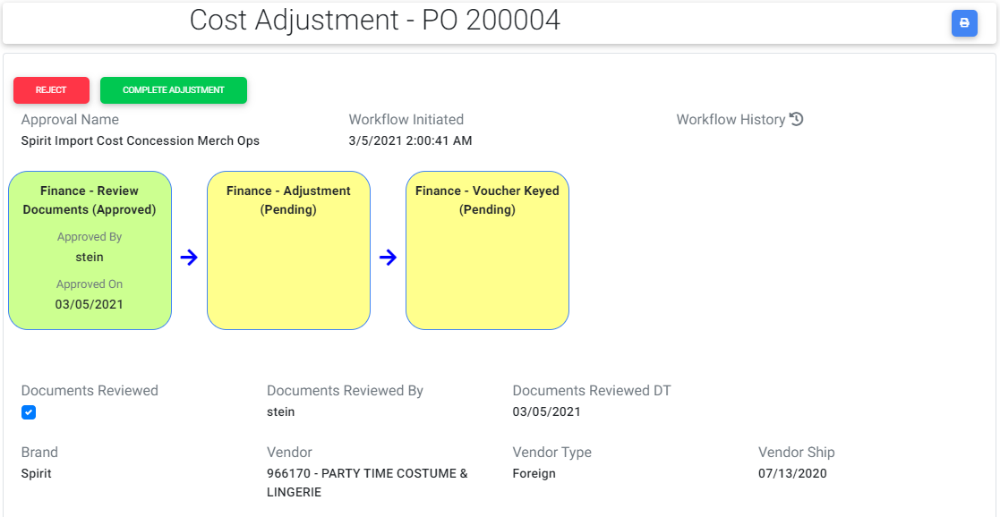 Cost Adjustment - PO 200004
REJECT
COMPLETE ADJUSTMENT
Approval Name
Workflow Initiated
Workflow History
Spirit Import Cost Concession Merch Ops
3/5/2021 2:00:41 AM
Finance - Review
Documents (Approved)
Approved By
stein
Approved On
03/05/2021
Finance - Adjustment
(Pending)
Finance - Voucher Keyed
(Pending)
Documents Reviewed
Documents Reviewed By
stein
Documents Reviewed DT
03/05/2021
Brand
Spirit
Vendor
966170 - PARTY TIME COSTUME &
LINGERIE
Vendor Type
Foreign
Vendor Ship
07/13/2020